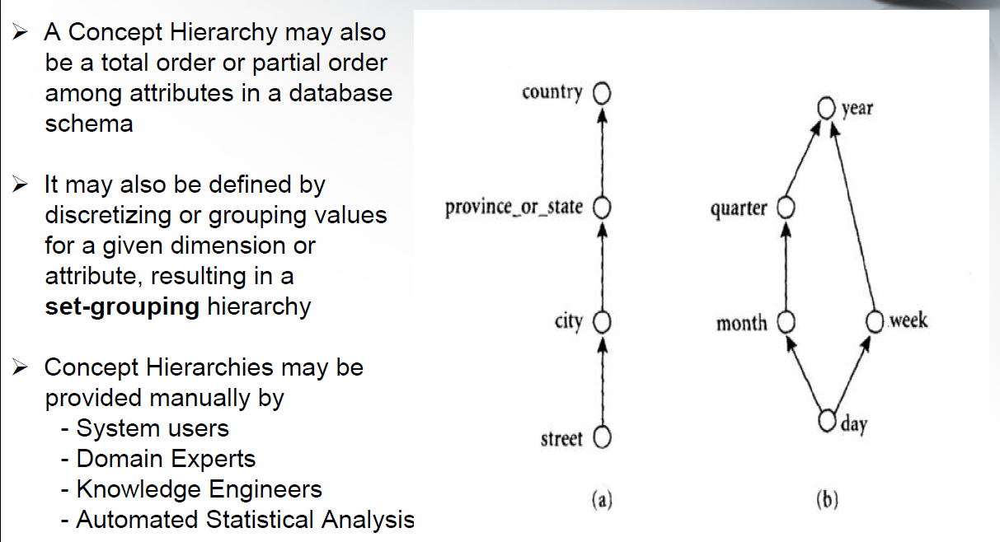 ➢ A Concept Hierarchy may also
be a total order or partial order
among attributes in a database
schema
➢ It may also be defined by
discretizing or grouping values
for a given dimension or
attribute, resulting in a
set-grouping hierarchy
➢ Concept Hierarchies may be
provided manually by
- System users
- Domain Experts
- Knowledge Engineers
- Automated Statistical Analysis
country
province_or_state
city
street
(a)
year
quarter
month
week
day
(b)